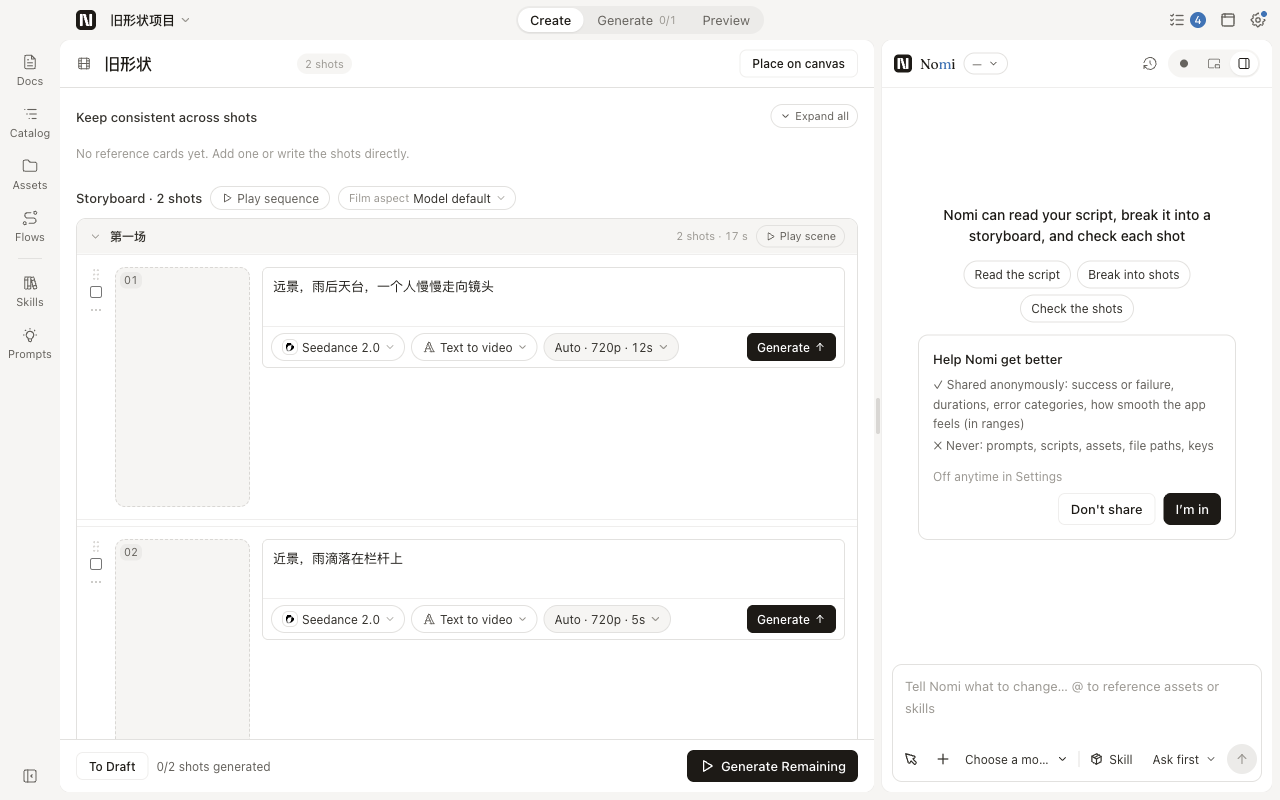 旧形状项目
Create
Generate 0/1
Preview
4
Docs
Catalog
Assets
Flows
Skills
Prompts
旧形状
2 shots
Place on canvas
Keep consistent across shots
Expand all
No reference cards yet. Add one or write the shots directly.
Storyboard · 2 shots
Play sequence
Film aspect Model default
第一场
2 shots · 17 s
Play scene
01
远景，雨后天台，一个人慢慢走向镜头
Seedance 2.0
Text to video
Auto · 720p · 12s
Generate
02
近景，雨滴落在栏杆上
Seedance 2.0
Text to video
Auto · 720p · 5s
Generate
To Draft
0/2 shots generated
Generate Remaining
Nomi
—
Nomi can read your script, break it into a
storyboard, and check each shot
Read the script
Break into shots
Check the shots
Help Nomi get better
✓ Shared anonymously: success or failure,
durations, error categories, how smooth the app
feels (in ranges)
✕ Never: prompts, scripts, assets, file paths, keys
Off anytime in Settings
Don't share
I'm in
Tell Nomi what to change... @ to reference assets or
skills
Choose a mo...
Skill
Ask first